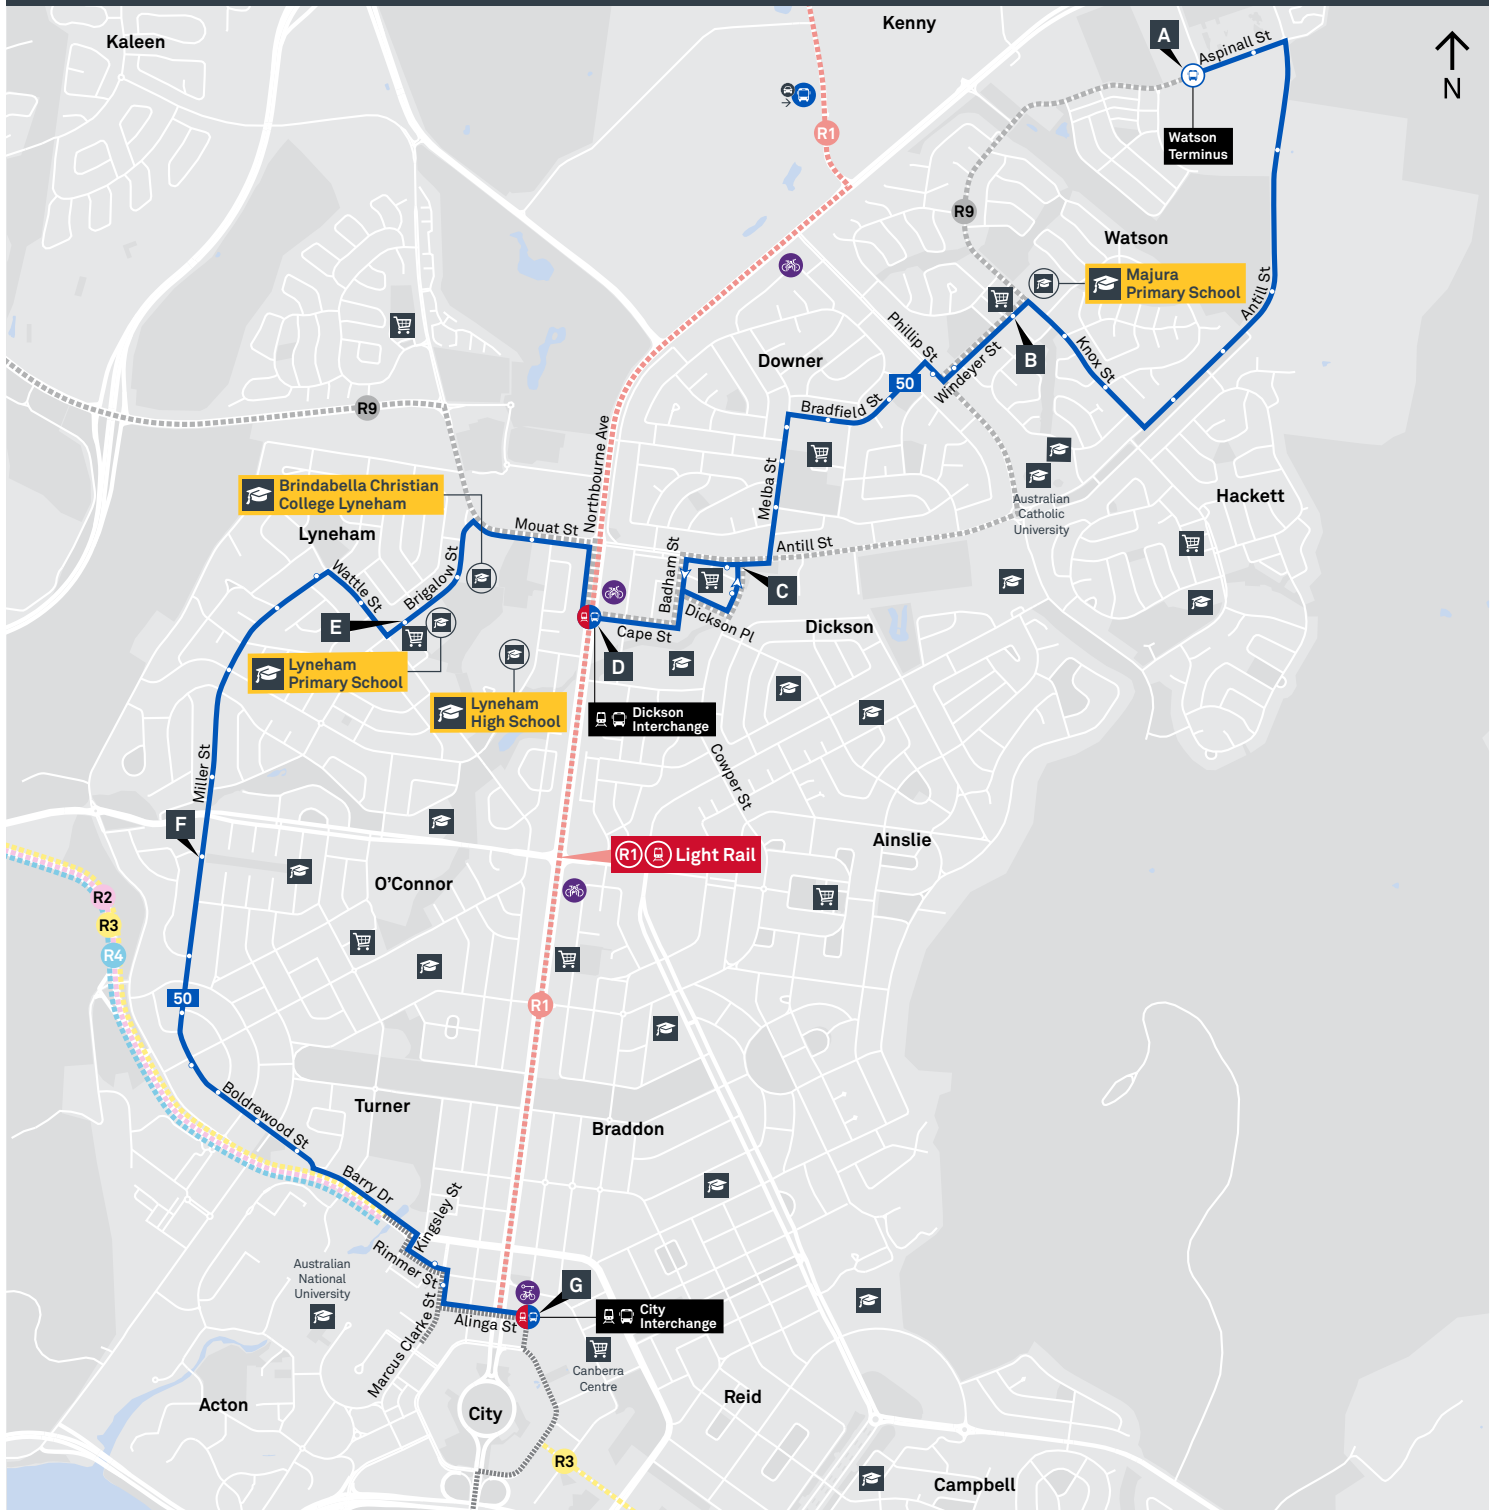 Kenny
Kaleen
A
Aspinall St
N
Watson
Terminus
R1
R9
Watson
Majura
Primary School
Antill St
Phillip St
Downer
B
Knox St
Windeyer St
50
Bradfield St
R9
Northbourne Ave
Melba St
Hackett
Australian
Catholic
University
Brindabella Christian
College Lyneham
Lyneham
Mouat St
Antill St
Badham St
Wattle St
Brigalow St
C
Dickson Pl
E
Cape St
Dickson
D
Lyneham
Primary School
Lyneham
High School
Dickson
Interchange
Miller St
Cowper St
F
Ainslie
R1 Light Rail
O'Connor
R2
R3
R4
50
R1
Boldrewood St
Turner
Braddon
Barry Dr
Kingsley St
Rimmer St
Australian
National
University
G
City
Interchange
Alinga St
Marcus Clarke St
Canberra
Centre
Acton
Reid
City
R3
Campbell